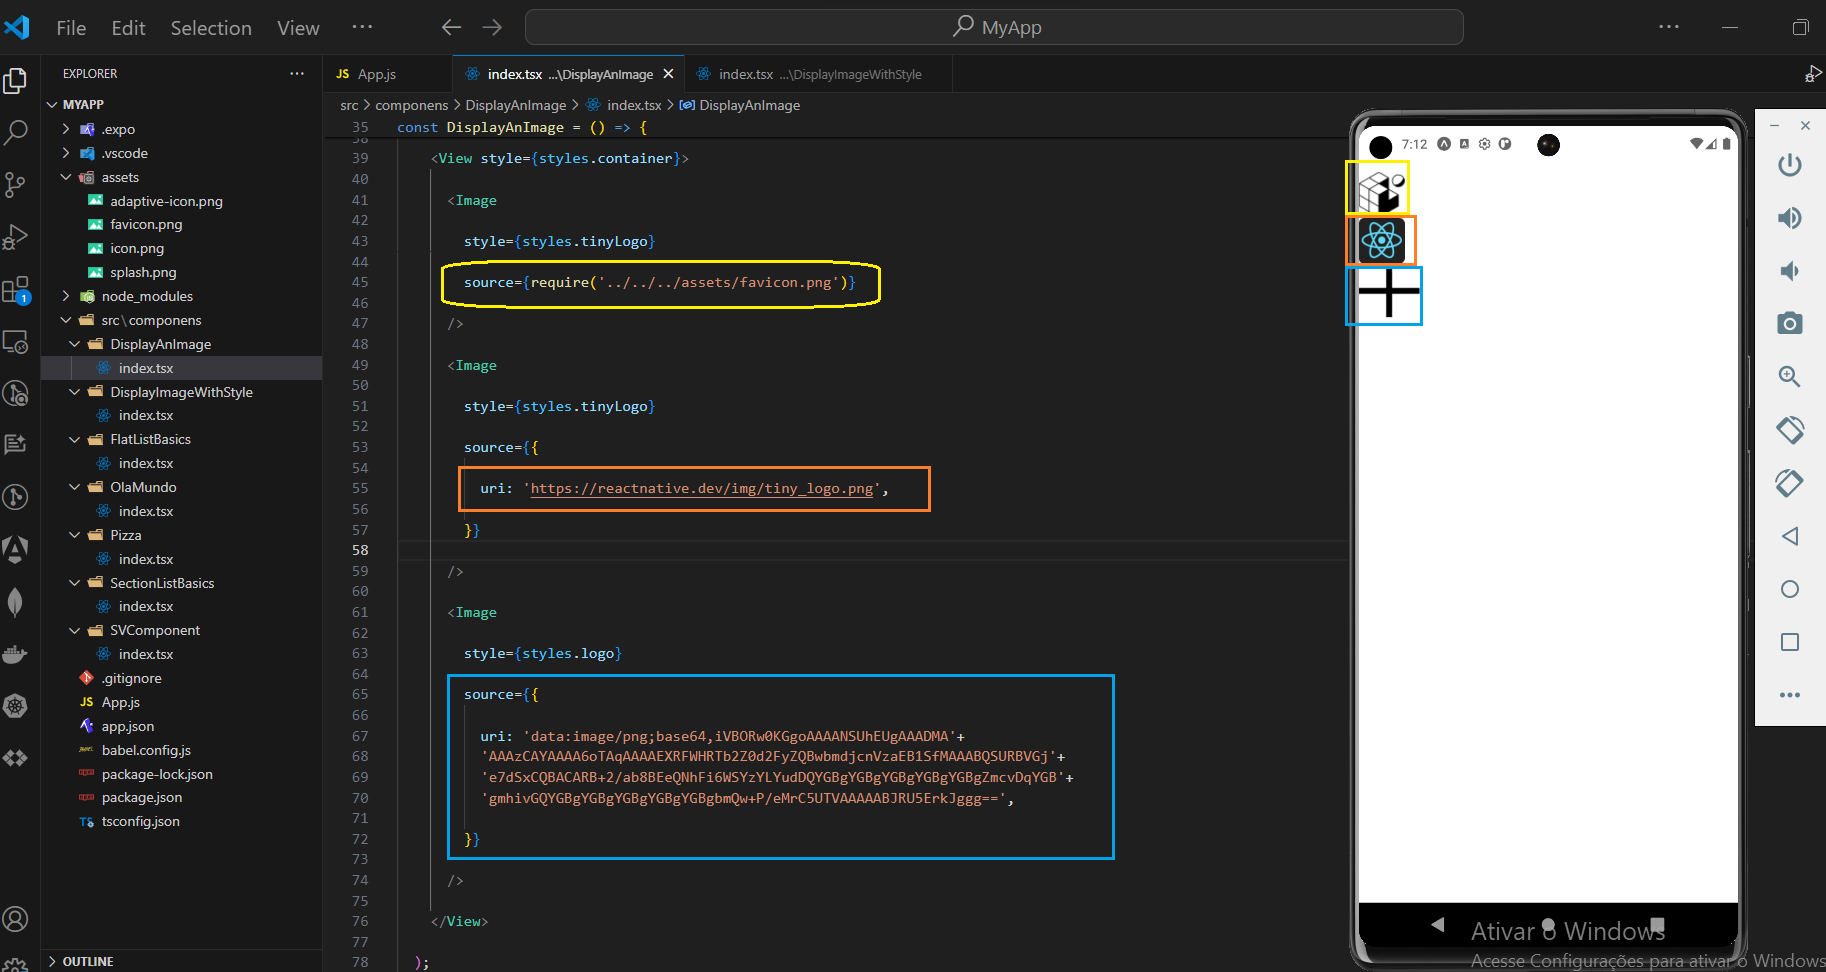 File Edit Selection View ··· MyApp ···
EXPLORER ···
MYAPP
.expo
.vscode
assets
adaptive-icon.png
favicon.png
icon.png
splash.png
node_modules
src\componens
DisplayAnImage
index.tsx
DisplayImageWithStyle
index.tsx
FlatListBasics
index.tsx
OlaMundo
index.tsx
Pizza
index.tsx
SectionListBasics
index.tsx
SVComponent
index.tsx
.gitignore
JS App.js
app.json
babel.config.js
package-lock.json
package.json
TS tsconfig.json
OUTLINE
1
JS App.js index.tsx ...\DisplayAnImage index.tsx ...\DisplayImageWithStyle
src > componens > DisplayAnImage > index.tsx > DisplayAnImage
35 const DisplayAnImage = () => {
38
39 <View style={styles.container}>
40
41 <Image
42
43 style={styles.tinyLogo}
44
45 source={require('../../../assets/favicon.png')}
46
47 />
48
49 <Image
50
51 style={styles.tinyLogo}
52
53 source={{
54
55 uri: 'https://reactnative.dev/img/tiny_logo.png',
56
57 }}
58
59 />
60
61 <Image
62
63 style={styles.logo}
64
65 source={{
66
67 uri: 'data:image/png;base64,iVBORw0KGgoAAAANSUhEUgAAADMA'+
68 'AAAzCAYAAAA6oTAqAAAAEXRFWHRTb2Z0d2FyZQBwbmdjcnVzaEB1SfMAAABQSURBVGj'+
69 'e7dSxCQBACARB+2/ab8BEeQNhFi6WSYzYLYudDQYGBgYGBgYGBgYGBgYGBgZmcvDqYGB'+
70 'gmhivGQYGBgYGBgYGBgYGBgYGBgbmQw+P/eMrC5UTVAAAAABJRU5ErkJggg==',
71
72 }}
73
74 />
75
76 </View>
77
78 );
7:12
Ativar o Windows
Acesse Configurações para ativar o Windows